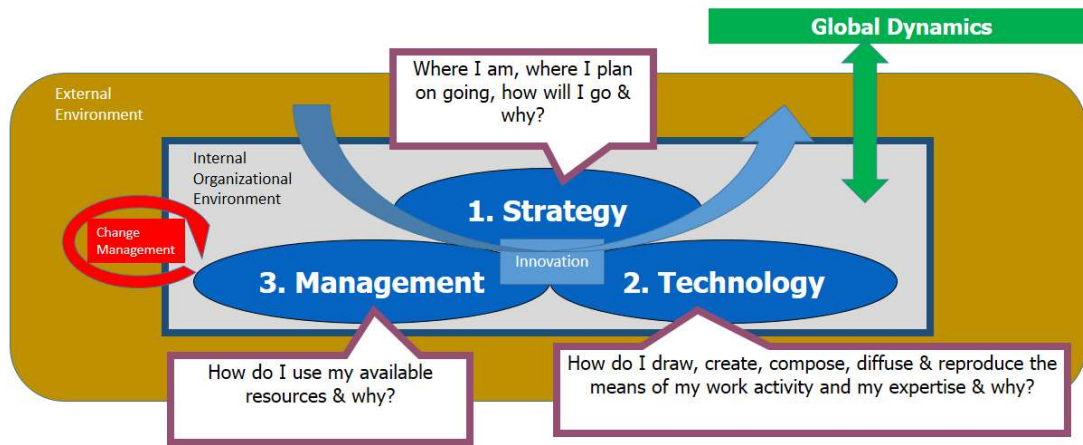 Global Dynamics
External
Environment
Where I am, where I plan
on going, how will I go &
why?
Internal
Organizational
Environment
1. Strategy
Change
Management
Innovation
3. Management
2. Technology
How do I use my available
resources & why?
How do I draw, create, compose, diffuse & reproduce the
means of my work activity and my expertise & why?